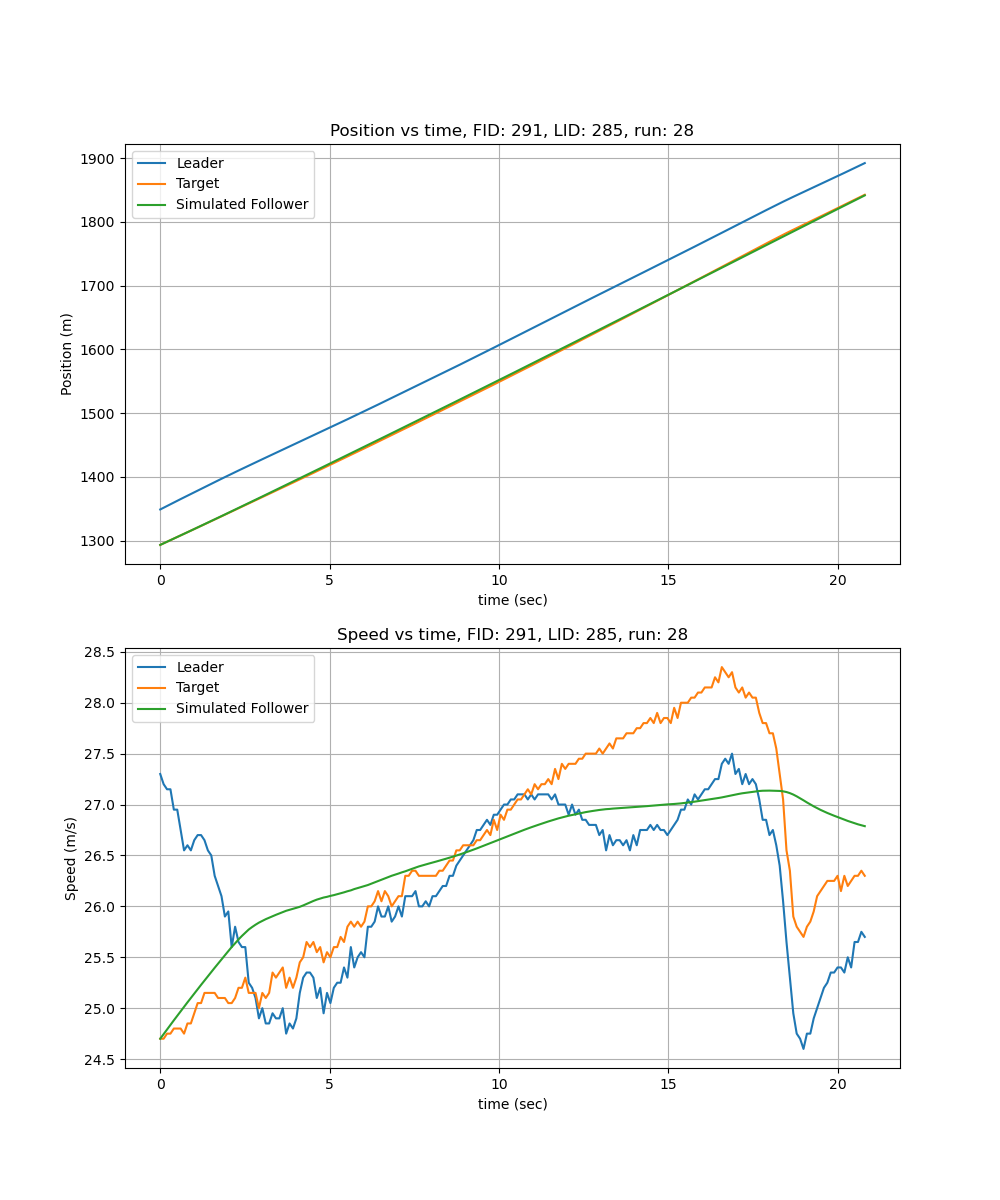 Position vs time, FID: 291, LID: 285, run: 28
Leader
Target
Simulated Follower
Position (m)
1900
1800
1700
1600
1500
1400
1300
0 5 10 15 20
time (sec)
Speed vs time, FID: 291, LID: 285, run: 28
Leader
Target
Simulated Follower
Speed (m/s)
28.5
28.0
27.5
27.0
26.5
26.0
25.5
25.0
24.5
0 5 10 15 20
time (sec)